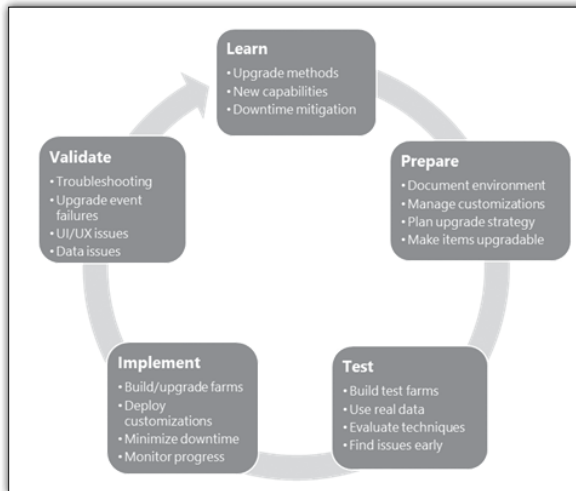 Learn
• Upgrade methods
• New capabilities
• Downtime mitigation
Prepare
• Document environment
• Manage customizations
• Plan upgrade strategy
• Make items upgradable
Test
• Build test farms
• Use real data
• Evaluate techniques
• Find issues early
Implement
• Build/upgrade farms
• Deploy
customizations
• Minimize downtime
• Monitor progress
Validate
• Troubleshooting
• Upgrade event
failures
• UI/UX issues
• Data issues